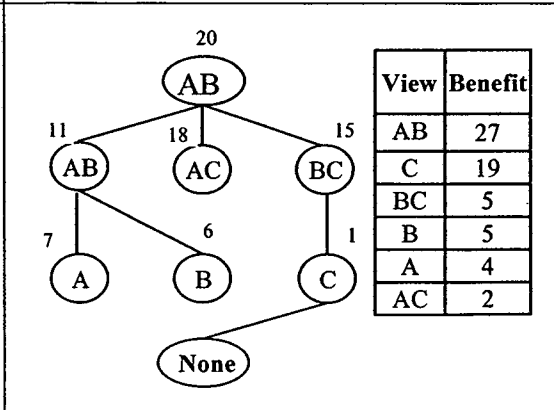 20
AB
11 18 15
AB AC BC
7 6 1
A B C
None
View Benefit
AB 27
C 19
BC 5
B 5
A 4
AC 2